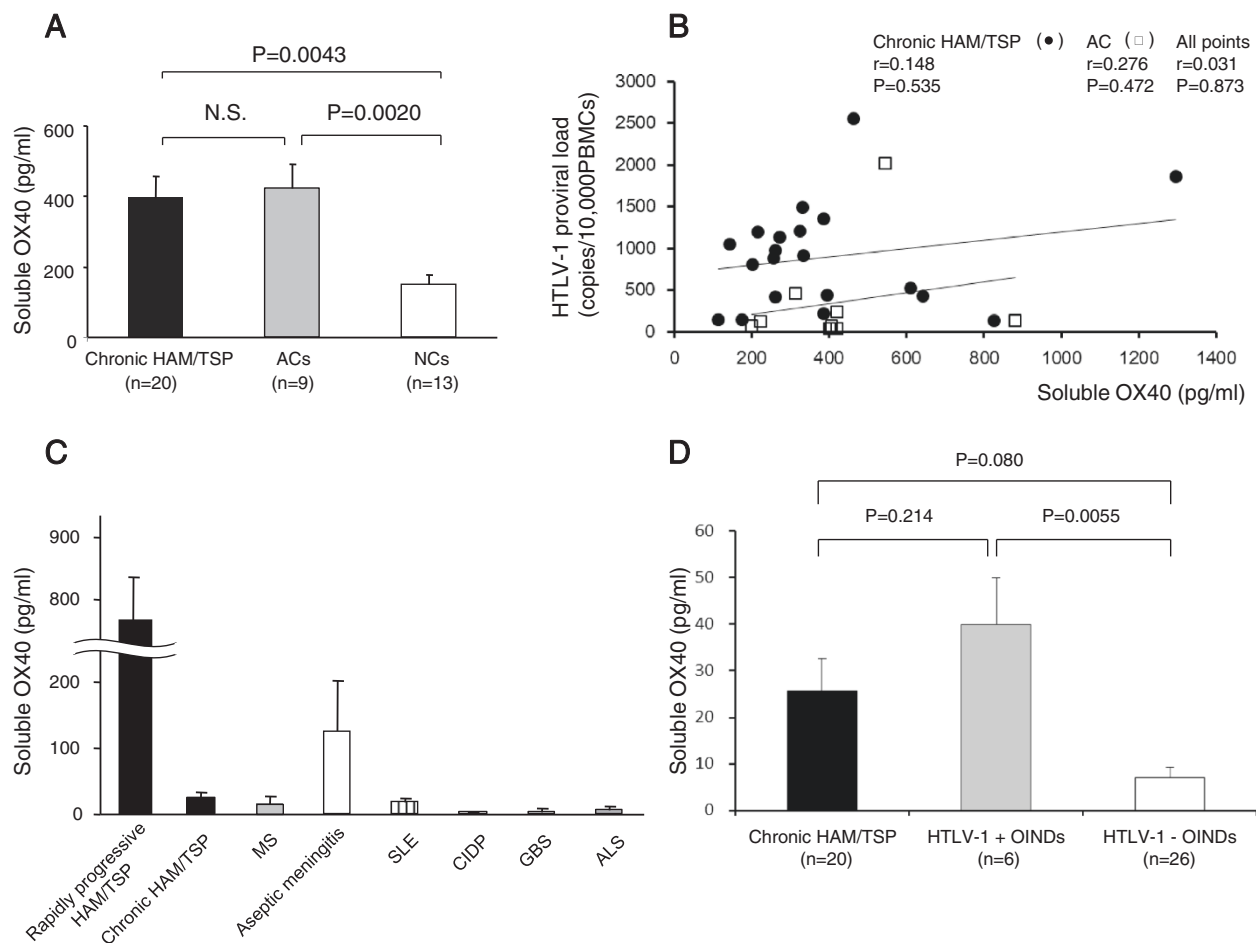 A
P=0.0043
N.S.
P=0.0020
Soluble OX40 (pg/ml)
600
400
200
0
Chronic HAM/TSP
(n=20)
ACs
(n=9)
NCs
(n=13)
B
Chronic HAM/TSP (●) AC (□) All points
r=0.148 r=0.276 r=0.031
P=0.535 P=0.472 P=0.873
HTLV-1 proviral load
(copies/10,000PBMCs)
3000
2500
2000
1500
1000
500
0
0 200 400 600 800 1000 1200 1400
Soluble OX40 (pg/ml)
C
Soluble OX40 (pg/ml)
900
800
200
100
0
Rapidly progressive
HAM/TSP
Chronic HAM/TSP
MS
Aseptic meningitis
SLE
CIDP
GBS
ALS
D
P=0.080
P=0.214
P=0.0055
Soluble OX40 (pg/ml)
60
50
40
30
20
10
0
Chronic HAM/TSP
(n=20)
HTLV-1 + OINDs
(n=6)
HTLV-1 - OINDs
(n=26)